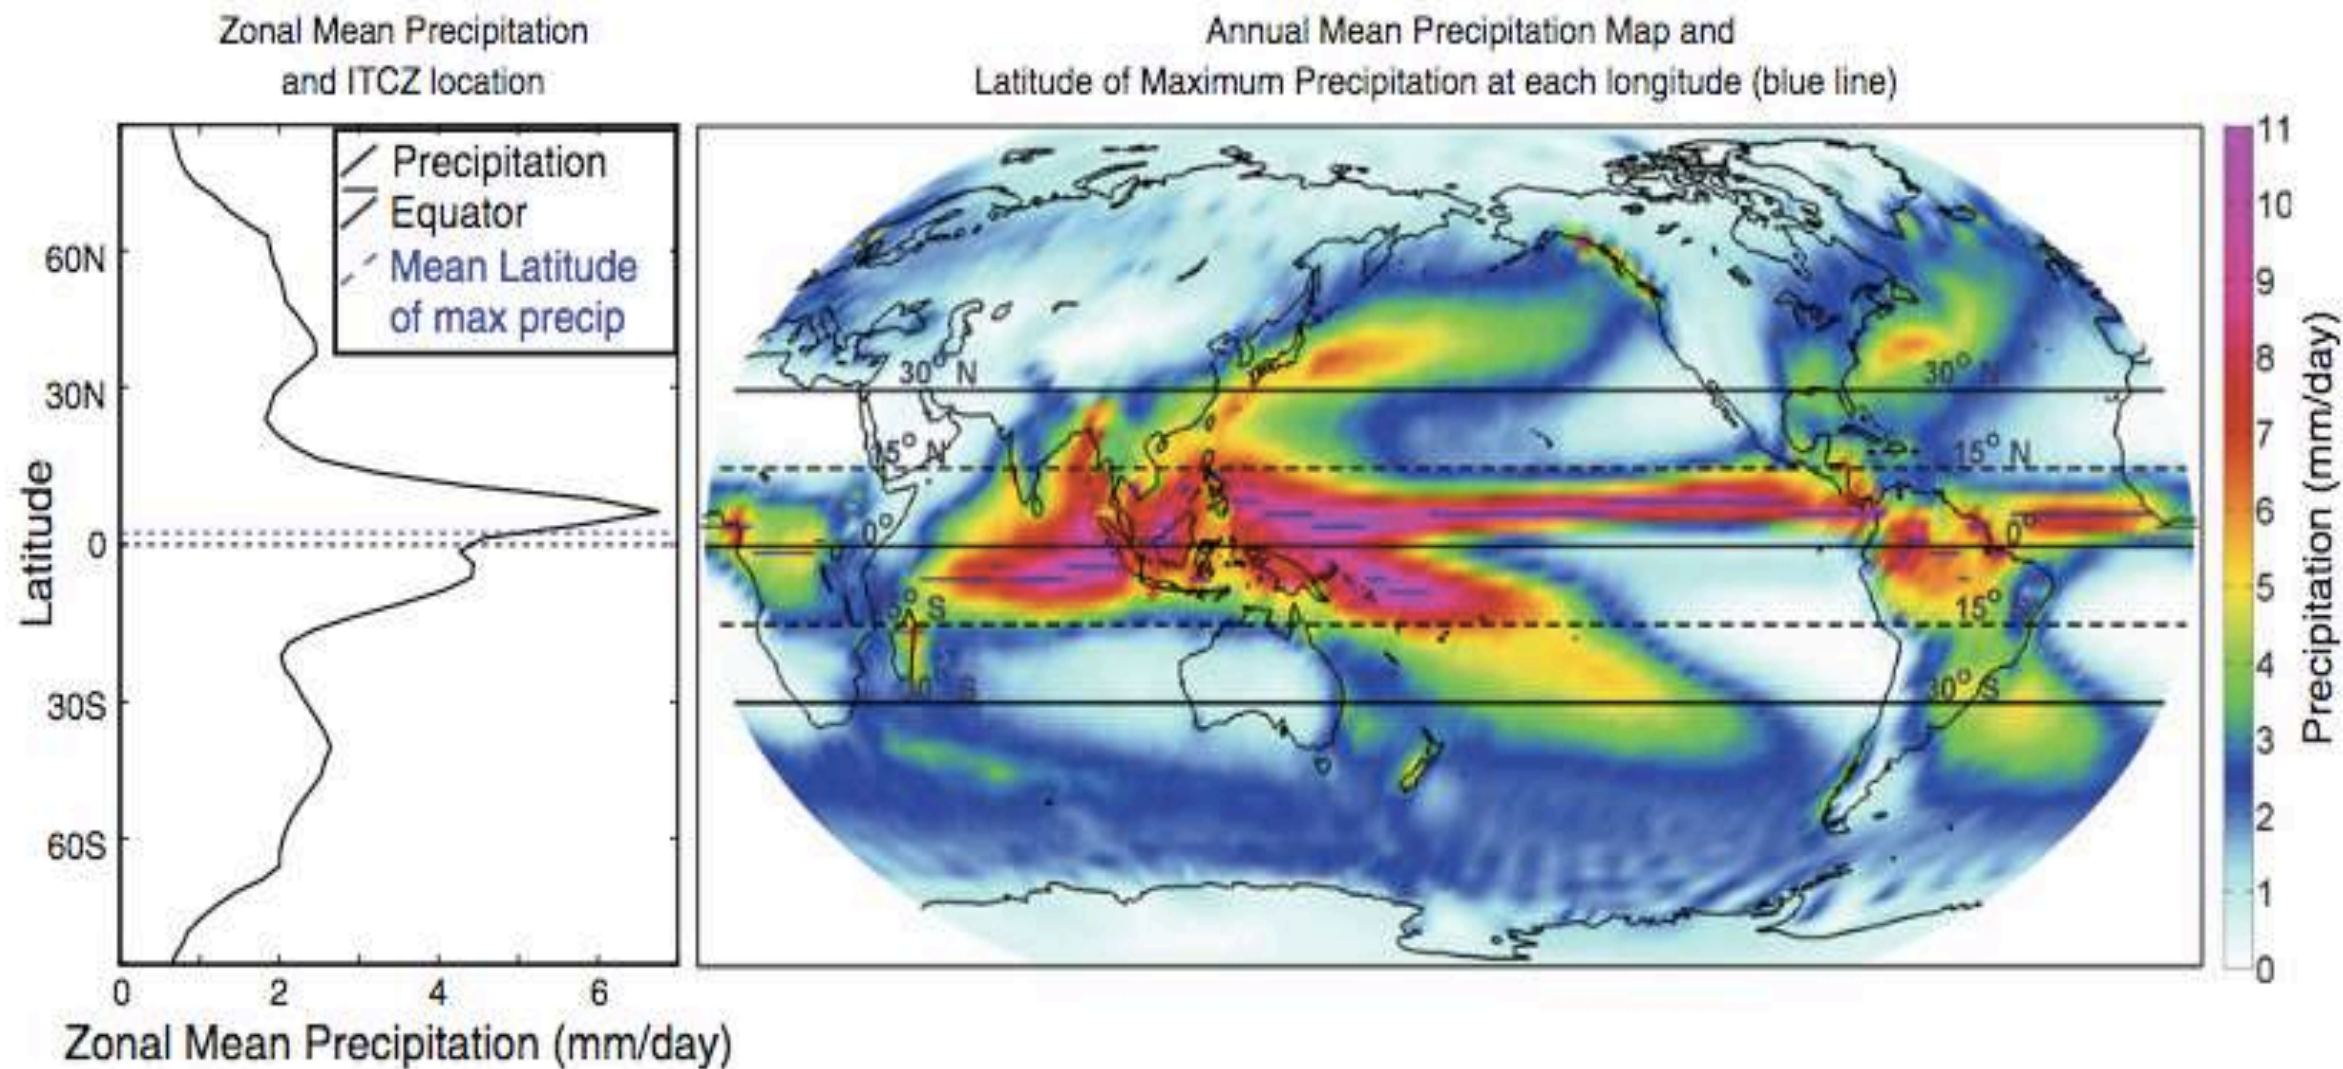 Zonal Mean Precipitation
and ITCZ location
Precipitation
Equator
Mean Latitude
of max precip
60N
30N
0
30S
60S
Latitude
0 2 4 6
Zonal Mean Precipitation (mm/day)
Annual Mean Precipitation Map and
Latitude of Maximum Precipitation at each longitude (blue line)
30° N
30° N
15° N
15° N
0°
0°
° S
15°
° S
30° S
11
10
9
8
7
6
5
4
3
2
1
0
Precipitation (mm/day)